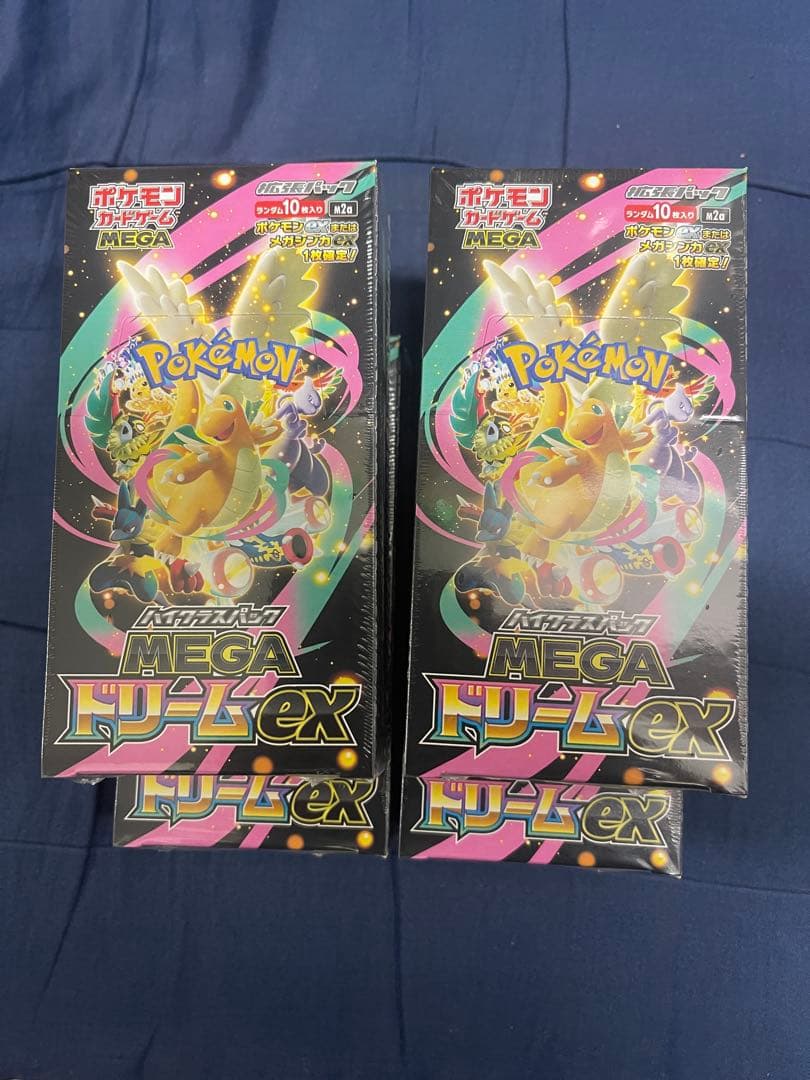 ポケモン
カードゲーム
MEGA
拡張パック
ランダム10枚入り M2a
ポケモンexまたは
メガシンカex
1枚確定!
POKéMON
ハイクラスパック
MEGA
ドリームex
ドリームex
ポケモン
カードゲーム
MEGA
拡張パック
ランダム10枚入り M2a
ポケモンexまたは
メガシンカex
1枚確定!
POKéMON
ハイクラスパック
MEGA
ドリームex
ドリームex